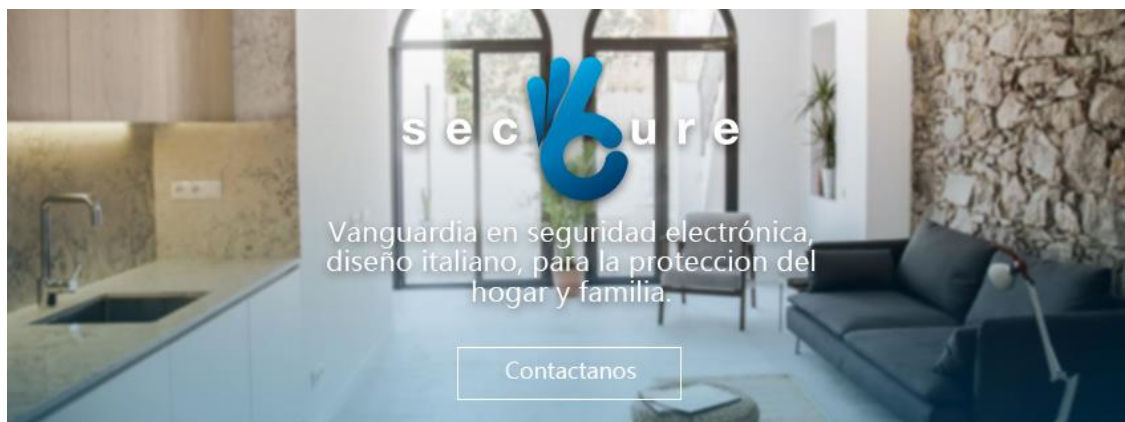 sec ure
Vanguardia en seguridad electrónica,
diseño italiano, para la proteccion del
hogar y familia.
Contactanos